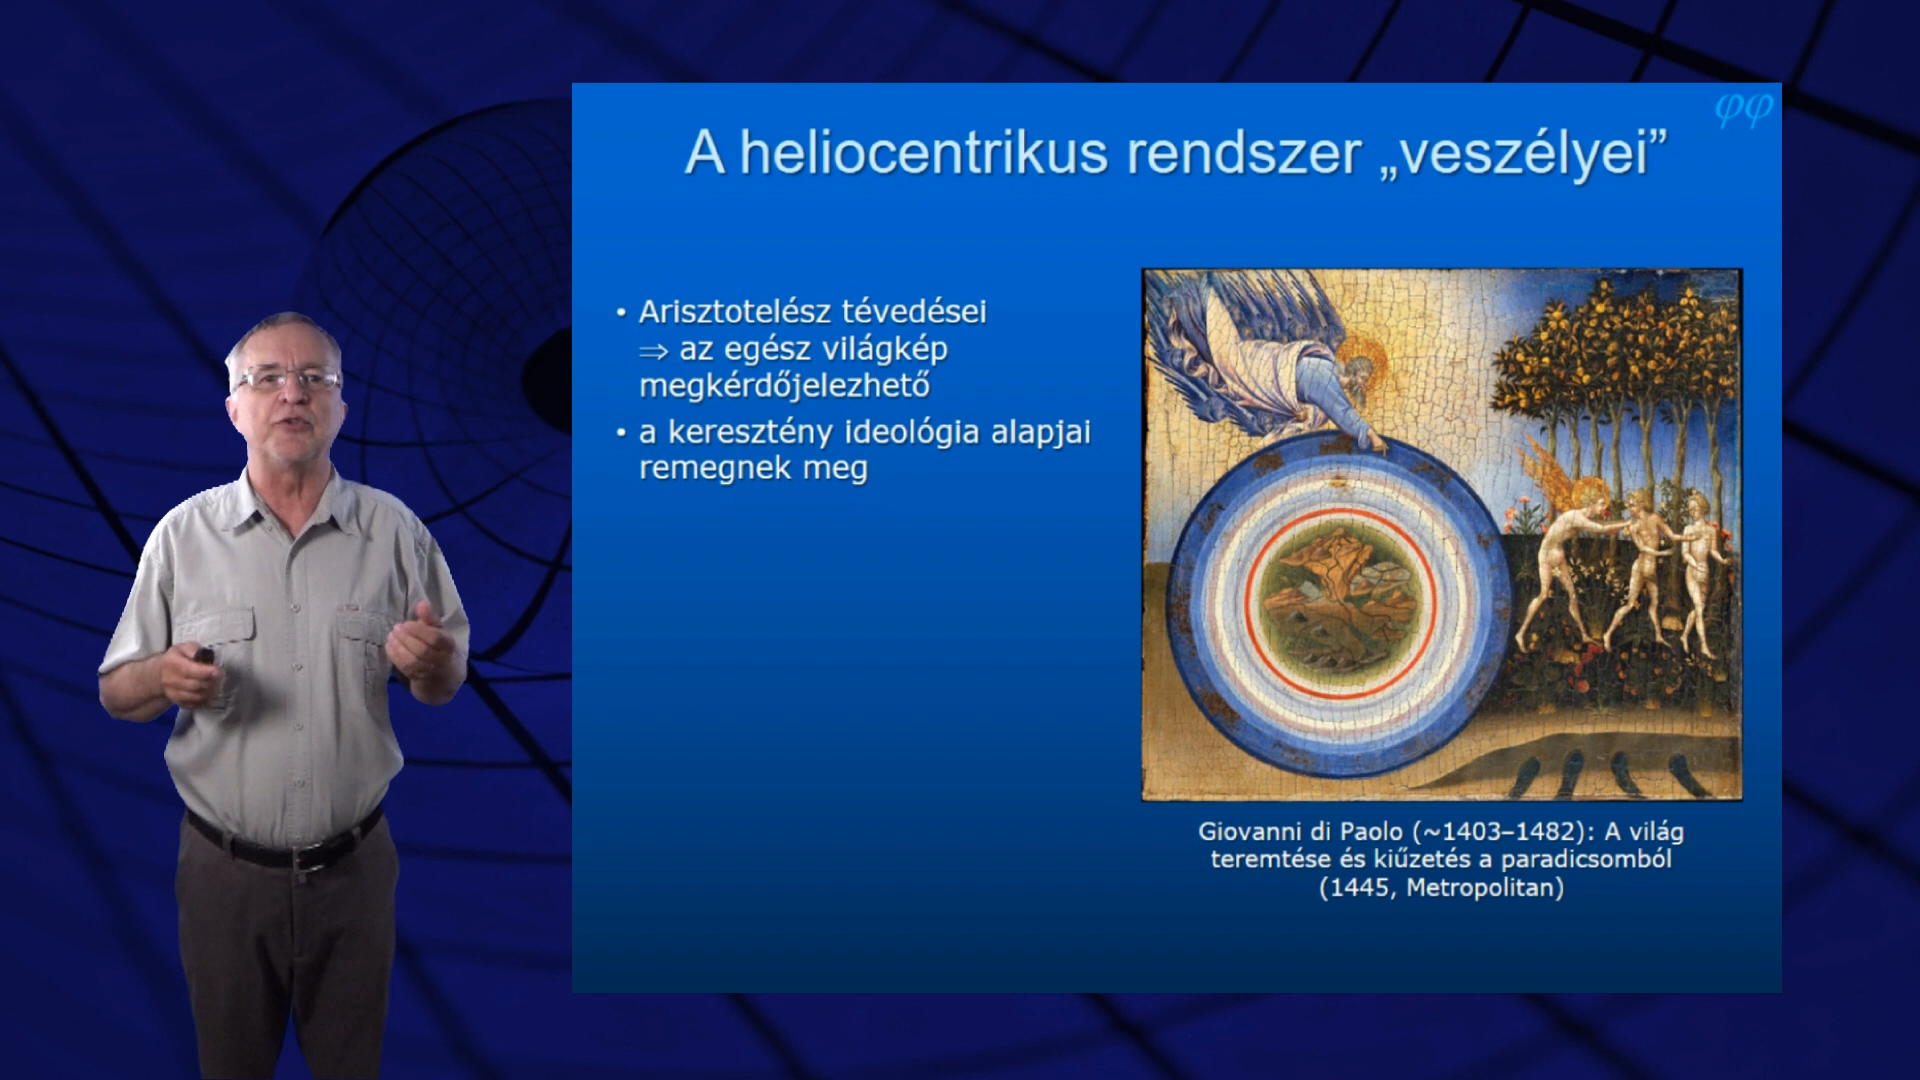 φφ
A heliocentrikus rendszer „veszélyei”
• Arisztotelész tévedései
⇒ az egész világkép
megkérdőjelezhető
• a keresztény ideológia alapjai
remegnek meg
Giovanni di Paolo (~1403–1482): A világ
teremtése és kiűzetés a paradicsomból
(1445, Metropolitan)